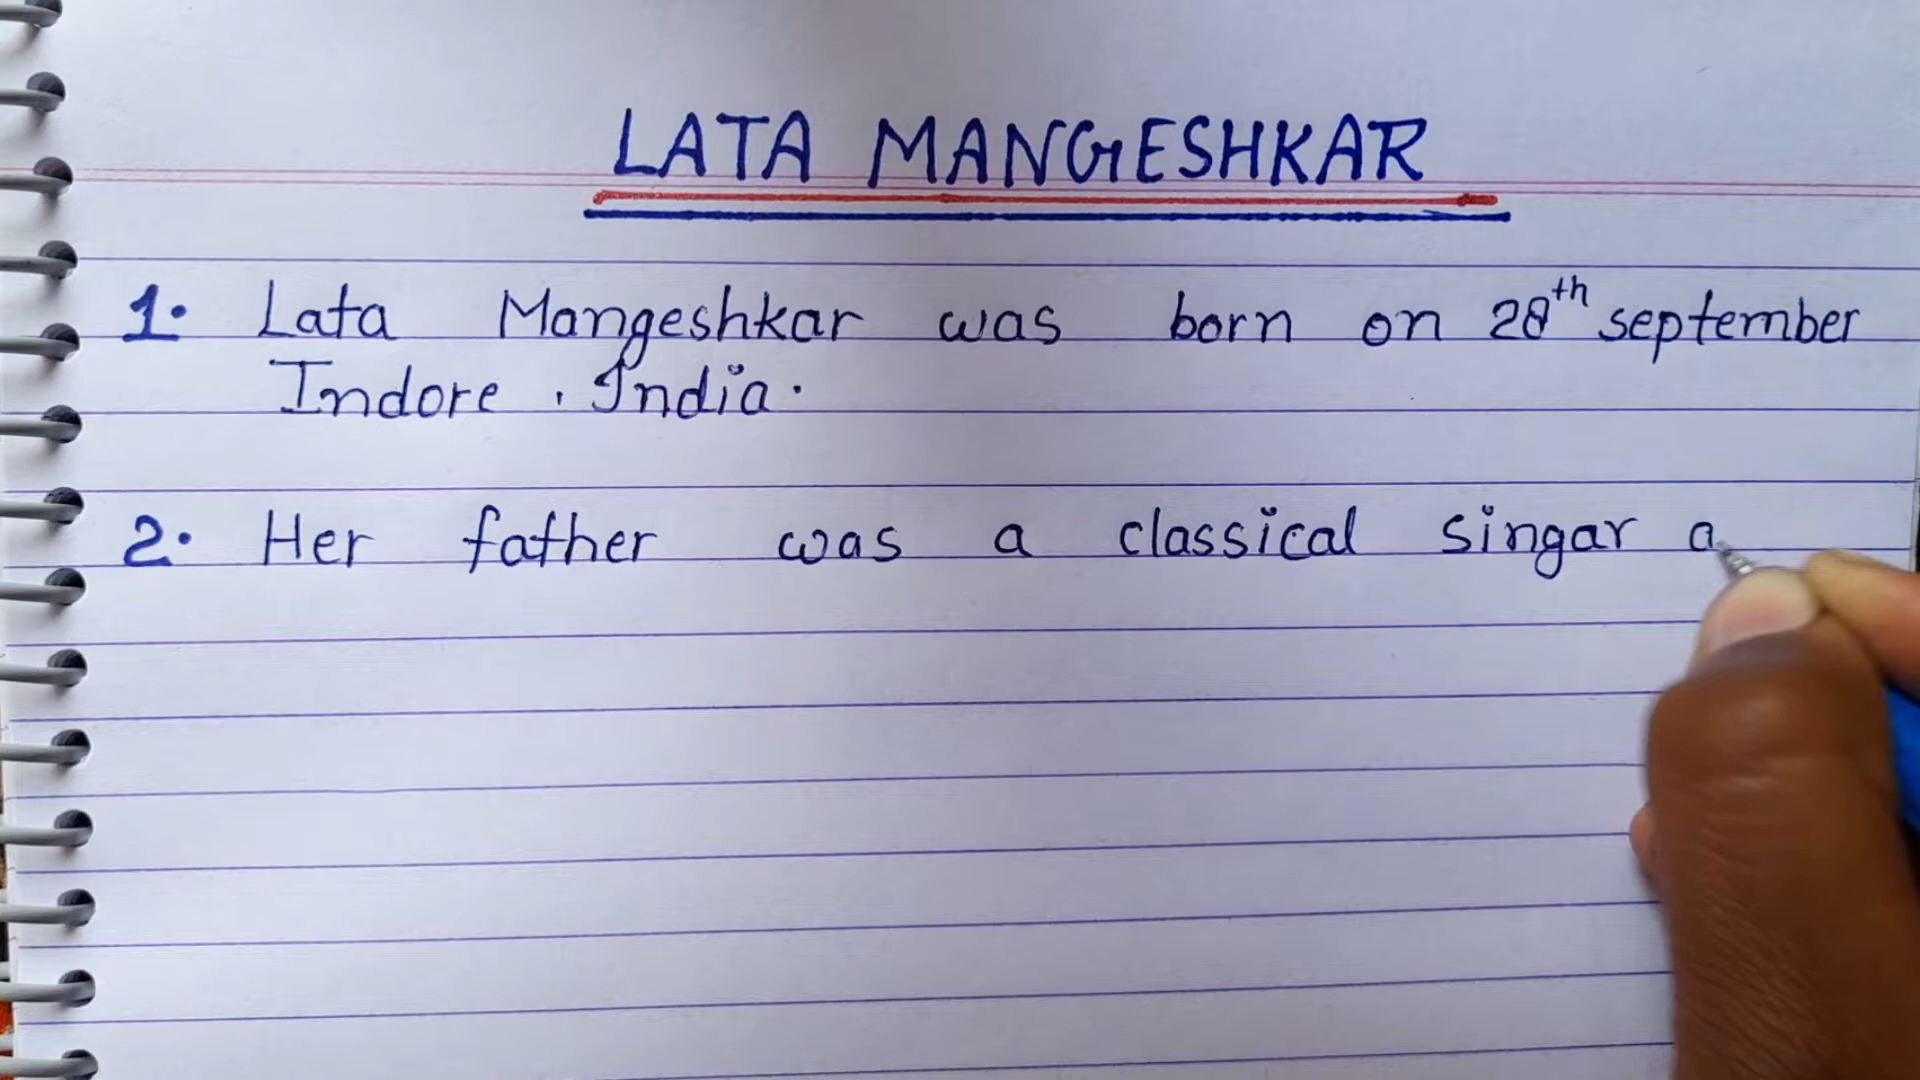 LATA MANGESHKAR
1. Lata Mangeshkar was born on 28th september
Indore , India.
2. Her father was a classical singar a